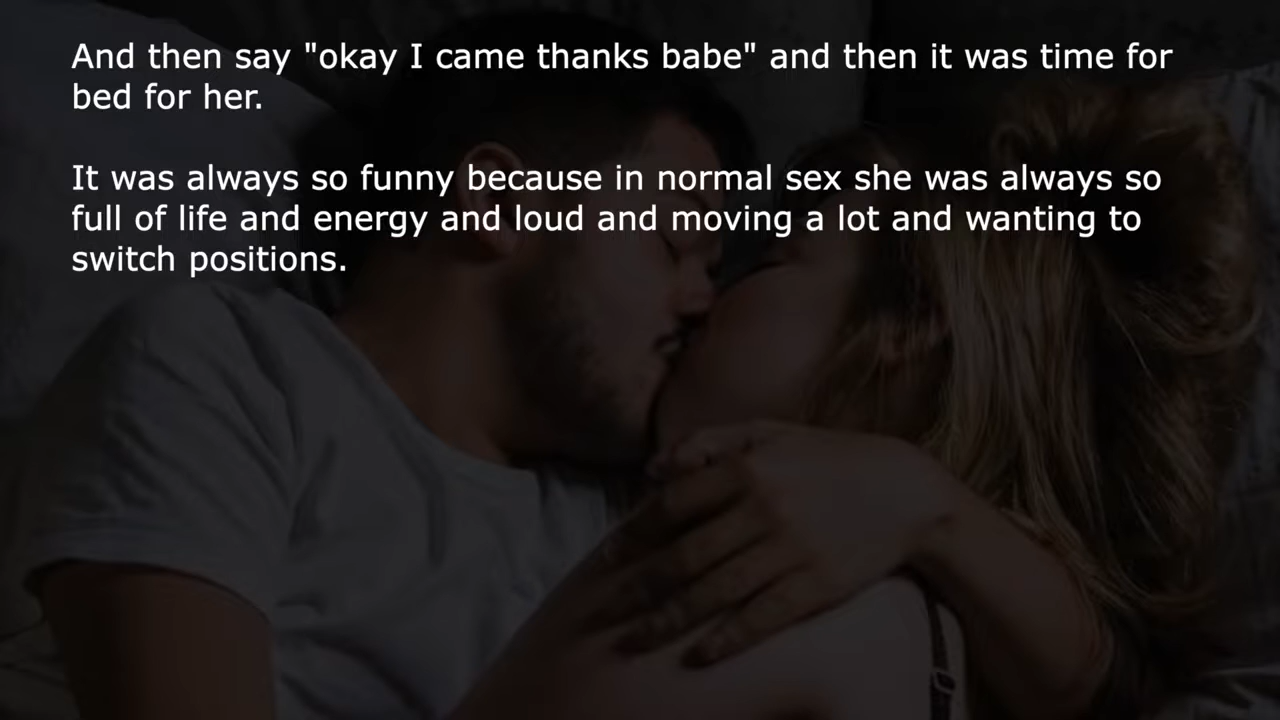 And then say "okay I came thanks babe" and then it was time for
bed for her.
It was always so funny because in normal sex she was always so
full of life and energy and loud and moving a lot and wanting to
switch positions.